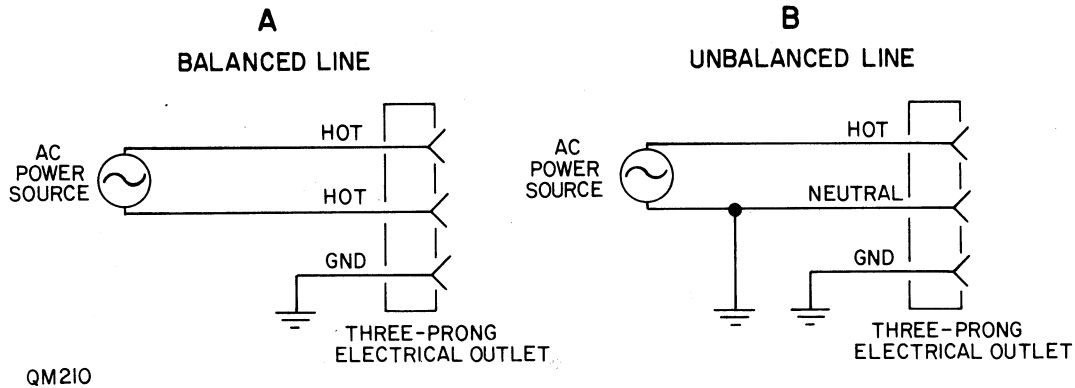 A
BALANCED LINE
HOT
AC
POWER
SOURCE
HOT
GND
THREE-PRONG
ELECTRICAL OUTLET
B
UNBALANCED LINE
HOT
AC
POWER
SOURCE
NEUTRAL
GND
THREE-PRONG
ELECTRICAL OUTLET
QM210